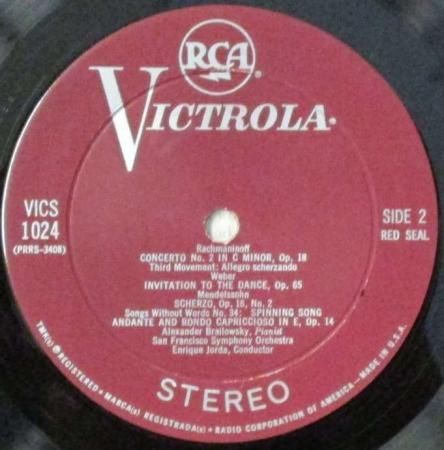 RCA®
VICTROLA®
VICS
1024
(PRRS-3408)
SIDE 2
RED SEAL
Rachmaninoff
CONCERTO No. 2 IN C MINOR, Op. 18
Third Movement: Allegro scherzando
Weber
INVITATION TO THE DANCE, Op. 65
Mendelssohn
SCHERZO, Op. 16, No. 2
Songs Without Words No. 34: SPINNING SONG
ANDANTE AND RONDO CAPRICCIOSO IN E, Op. 14
Alexander Brailowsky, Pianist
San Francisco Symphony Orchestra
Enrique Jorda, Conductor
STEREO
TMK(s) ® REGISTERED • MARCA(s) REGISTRADA(s) • RADIO CORPORATION OF AMERICA—MADE IN U.S.A.